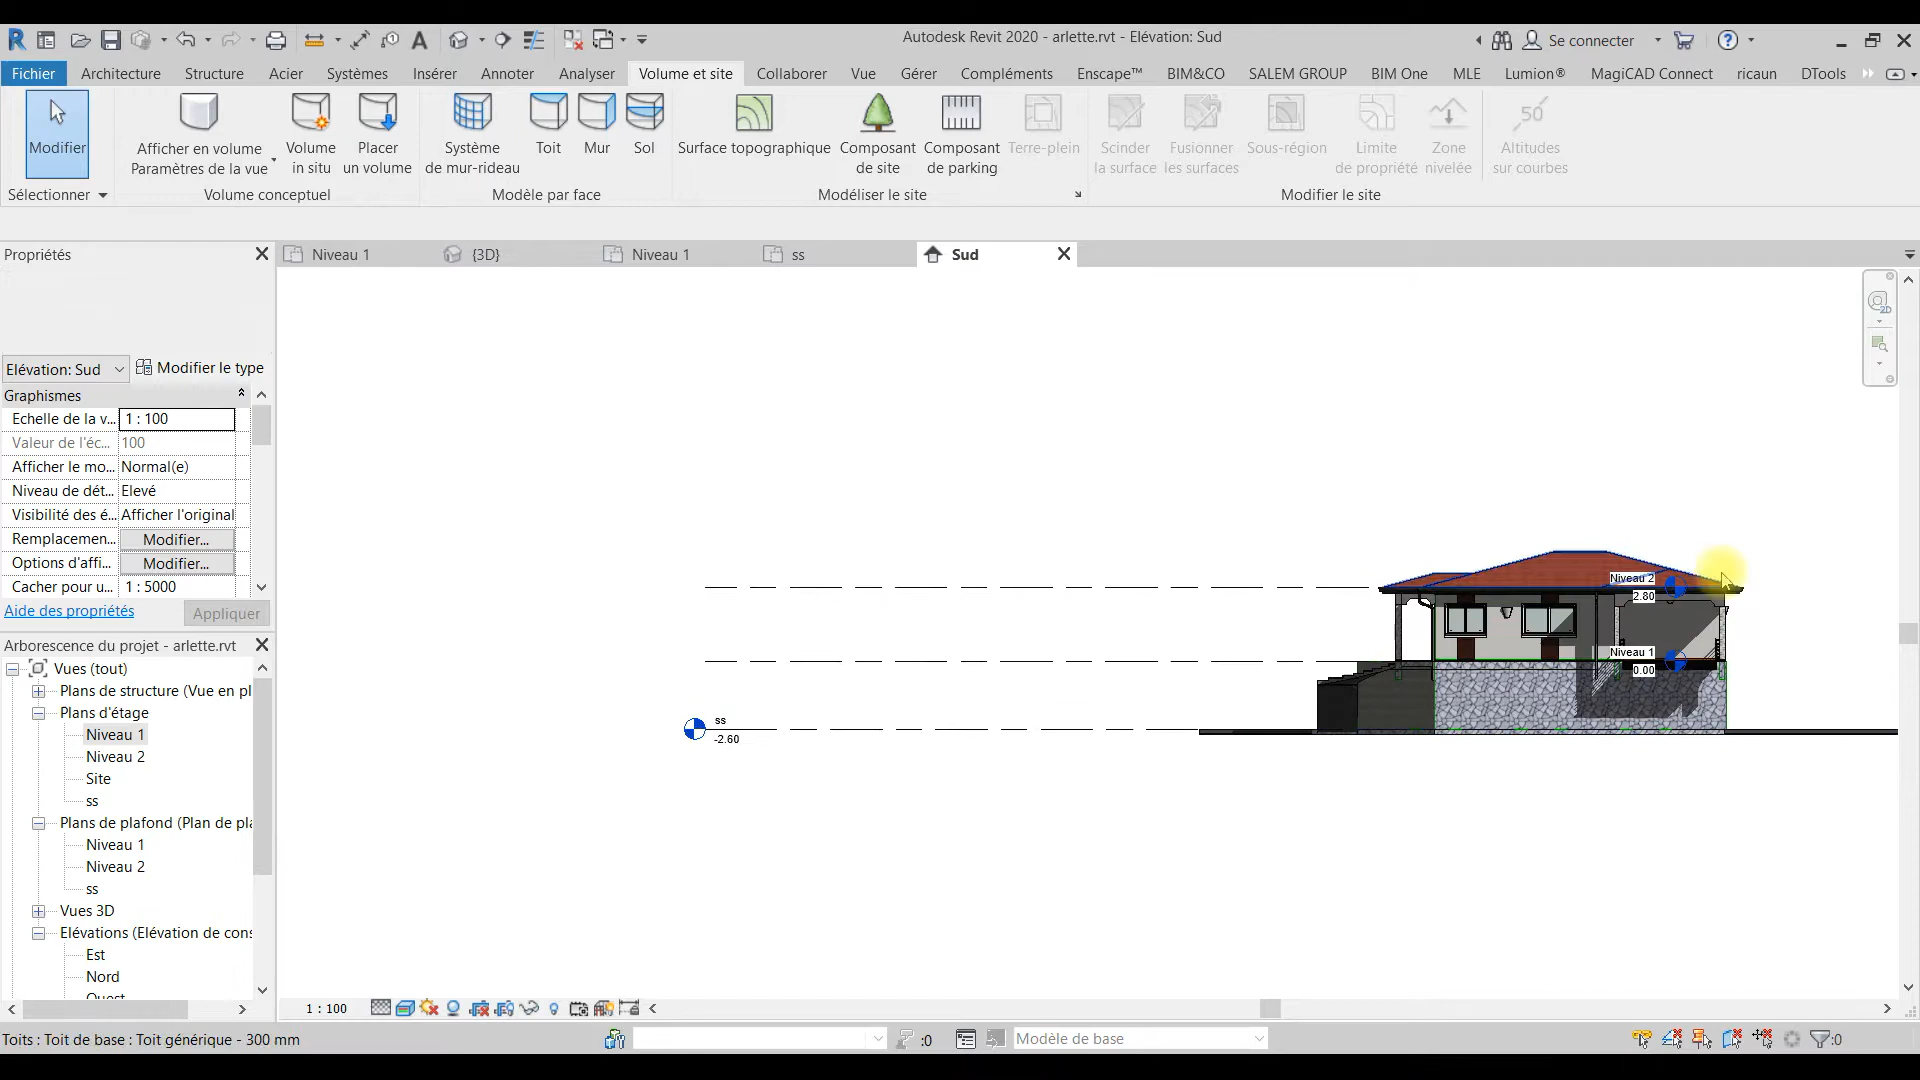 Autodesk Revit 2020 - arlette.rvt - Elévation: Sud
Se connecter
Fichier Architecture Structure Acier Systèmes Insérer Annoter Analyser Volume et site Collaborer Vue Gérer Compléments Enscape™ BIM&CO SALEM GROUP BIM One MLE Lumion® MagiCAD Connect ricaun DTools
Modifier
Afficher en volume
Paramètres de la vue
Volume
in situ
Placer
un volume
Système
de mur-rideau
Toit
Mur
Sol
Surface topographique
Composant
de site
Composant
de parking
Terre-plein
Scinder
la surface
Fusionner
les surfaces
Sous-région
Limite
de propriété
Zone
nivelée
50
Altitudes
sur courbes
Sélectionner
Volume conceptuel
Modèle par face
Modéliser le site
Modifier le site
Propriétés
Niveau 1
{3D}
Niveau 1
ss
Sud
2D
Elévation: Sud
Modifier le type
Graphismes
Echelle de la v... 1 : 100
Valeur de l'éc... 100
Afficher le mo... Normal(e)
Niveau de dét... Elevé
Visibilité des é... Afficher l'original
Remplacemen... Modifier...
Options d'affi... Modifier...
Cacher pour u... 1 : 5000
Aide des propriétés
Appliquer
Arborescence du projet - arlette.rvt
Vues (tout)
Plans de structure (Vue en pl
Plans d'étage
Niveau 1
Niveau 2
Site
ss
Plans de plafond (Plan de pla
Niveau 1
Niveau 2
ss
Vues 3D
Elévations (Elévation de cons
Est
Nord
Ouest
Niveau 2
2.80
Niveau 1
0.00
ss
-2.60
1 : 100
Toits : Toit de base : Toit générique - 300 mm
:0
Modèle de base
:0